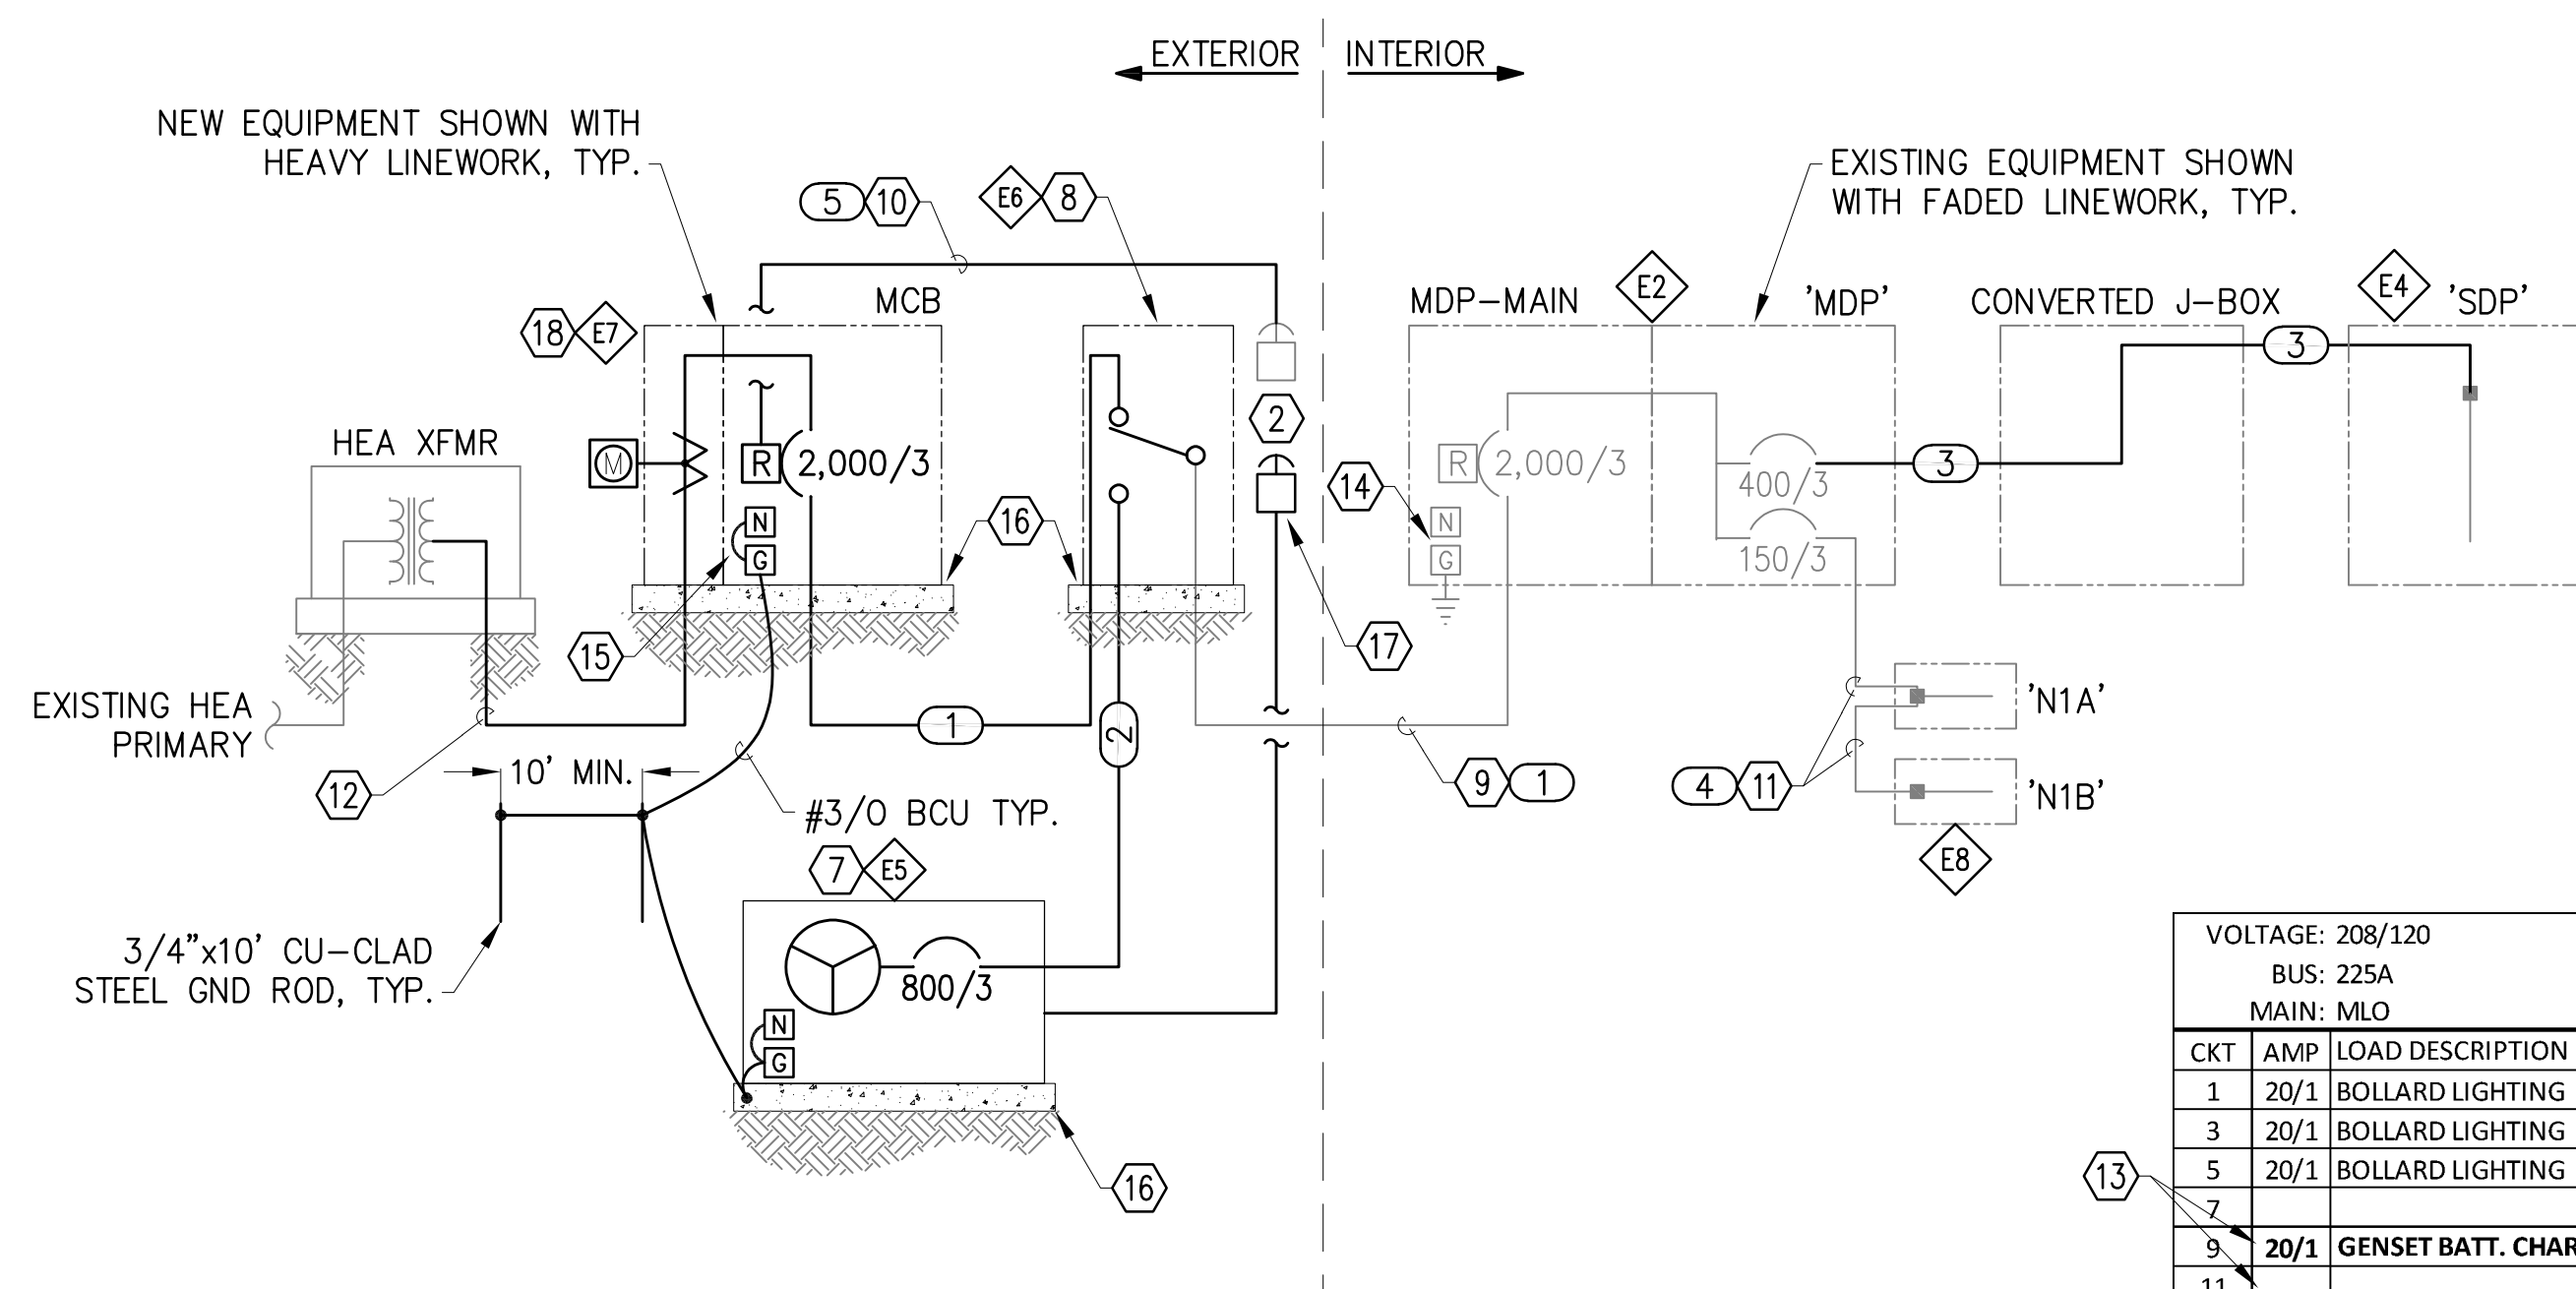 EXTERIOR
INTERIOR
NEW EQUIPMENT SHOWN WITH
HEAVY LINEWORK, TYP.
5
10
E6
8
EXISTING EQUIPMENT SHOWN
WITH FADED LINEWORK, TYP.
18
E7
MCB
MDP-MAIN
E2
'MDP'
CONVERTED J-BOX
E4
'SDP'
3
HEA XFMR
M
R
2,000/3
2
R
2,000/3
400/3
3
14
N
G
16
N
G
150/3
15
17
EXISTING HEA
PRIMARY
12
10' MIN.
1
2
#3/0 BCU TYP.
9
1
4
11
'N1A'
'N1B'
E8
7
E5
3/4"x10' CU-CLAD
STEEL GND ROD, TYP.
800/3
N
G
16
VOLTAGE: 208/120
BUS: 225A
MAIN: MLO
CKT AMP LOAD DESCRIPTION
1 20/1 BOLLARD LIGHTING
3 20/1 BOLLARD LIGHTING
5 20/1 BOLLARD LIGHTING
13
7
9 20/1 GENSET BATT. CHAR
11